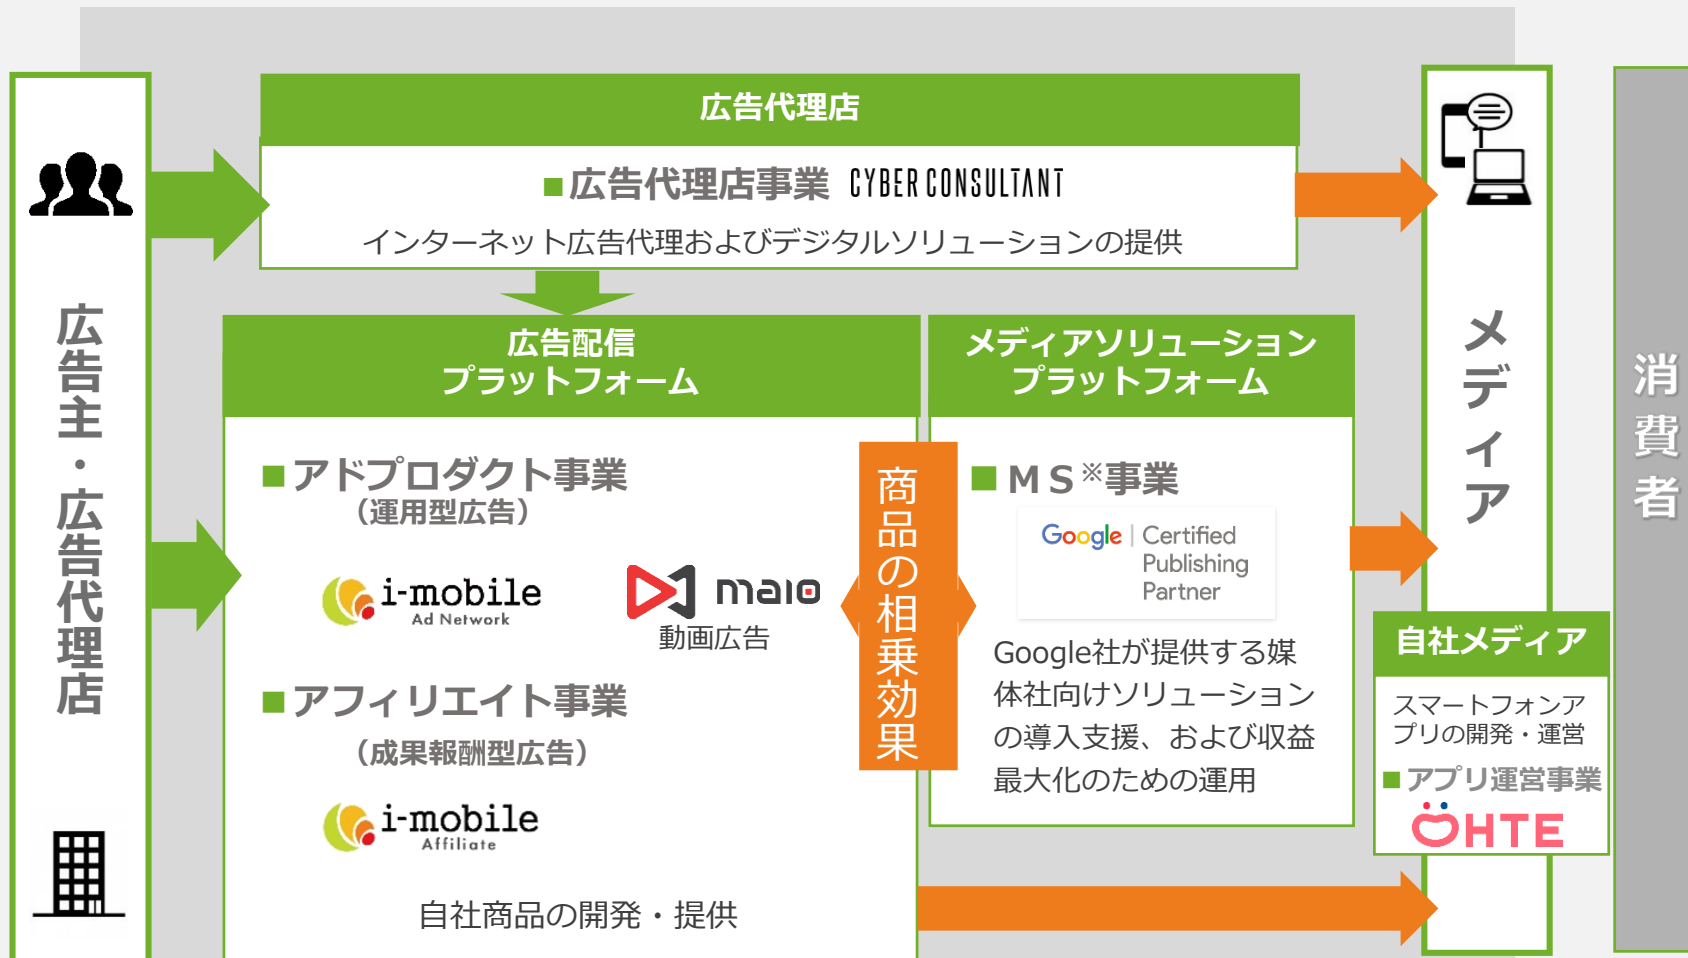 広告主・広告代理店
広告代理店
■広告代理店事業 CYBER CONSULTANT
インターネット広告代理およびデジタルソリューションの提供
広告配信
プラットフォーム
■アドプロダクト事業
（運用型広告）
i-mobile
Ad Network
maio
動画広告
■アフィリエイト事業
（成果報酬型広告）
i-mobile
Affiliate
自社商品の開発・提供
商品の相乗効果
メディアソリューション
プラットフォーム
■ＭＳ※事業
Google Certified
Publishing
Partner
Google社が提供する媒
体社向けソリューション
の導入支援、および収益
最大化のための運用
メディア
自社メディア
スマートフォンア
プリの開発・運営
■アプリ運営事業
OHTE
消費者